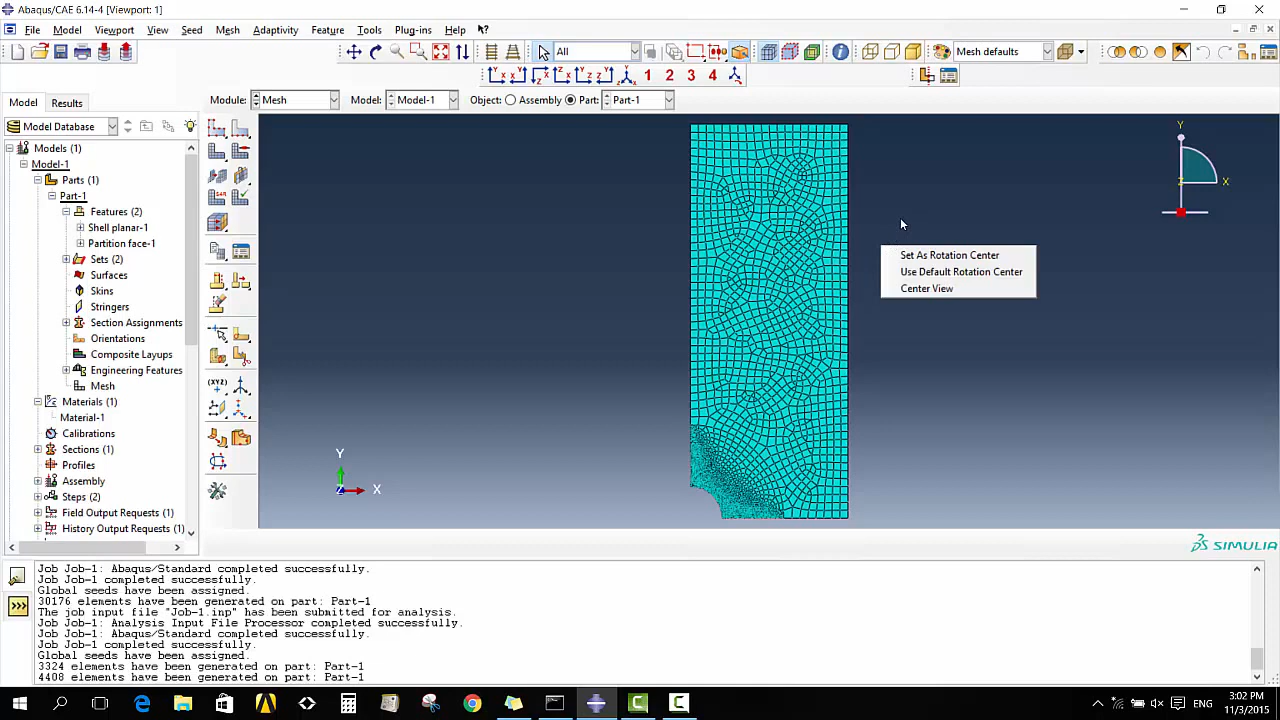 Abaqus/CAE 6.14-4 [Viewport: 1]
File Model Viewport View Seed Mesh Adaptivity Feature Tools Plug-ins Help
All
Mesh defaults
1 2 3 4
Model Results
Module: Mesh Model: Model-1 Object: Assembly Part: Part-1
Model Database
Models (1)
Model-1
Parts (1)
Part-1
Features (2)
Shell planar-1
Partition face-1
Sets (2)
Surfaces
Skins
Stringers
Section Assignments
Orientations
Composite Layups
Engineering Features
Mesh
Materials (1)
Material-1
Calibrations
Sections (1)
Profiles
Assembly
Steps (2)
Field Output Requests (1)
History Output Requests (1)
Y
X
Z
Set As Rotation Center
Use Default Rotation Center
Center View
Y
X
Z
SIMULIA
Job Job-1: Abaqus/Standard completed successfully.
Job Job-1 completed successfully.
Global seeds have been assigned.
30176 elements have been generated on part: Part-1
The job input file "Job-1.inp" has been submitted for analysis.
Job Job-1: Analysis Input File Processor completed successfully.
Job Job-1: Abaqus/Standard completed successfully.
Job Job-1 completed successfully.
Global seeds have been assigned.
3324 elements have been generated on part: Part-1
4408 elements have been generated on part: Part-1
ENG
3:02 PM
11/3/2015